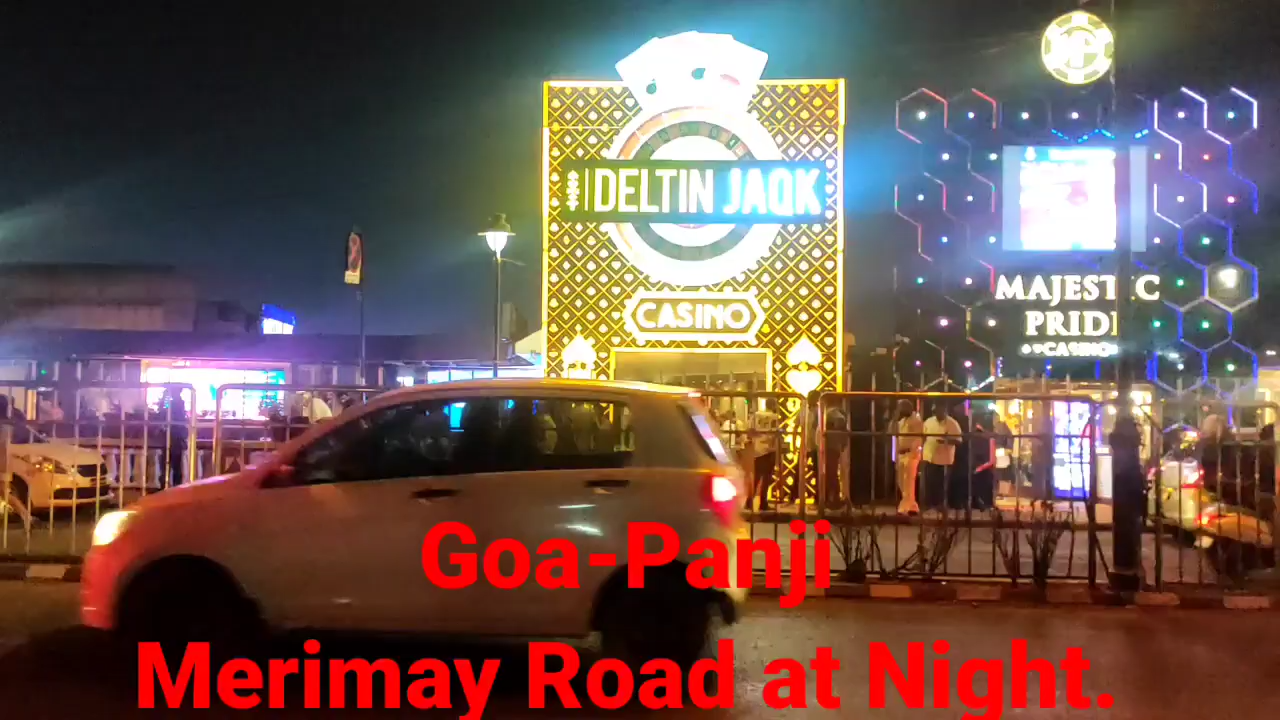 DELTIN JAQK
CASINO
MAJESTIC
PRIDE
CASINO
Goa-Panji
Merimay Road at Night.